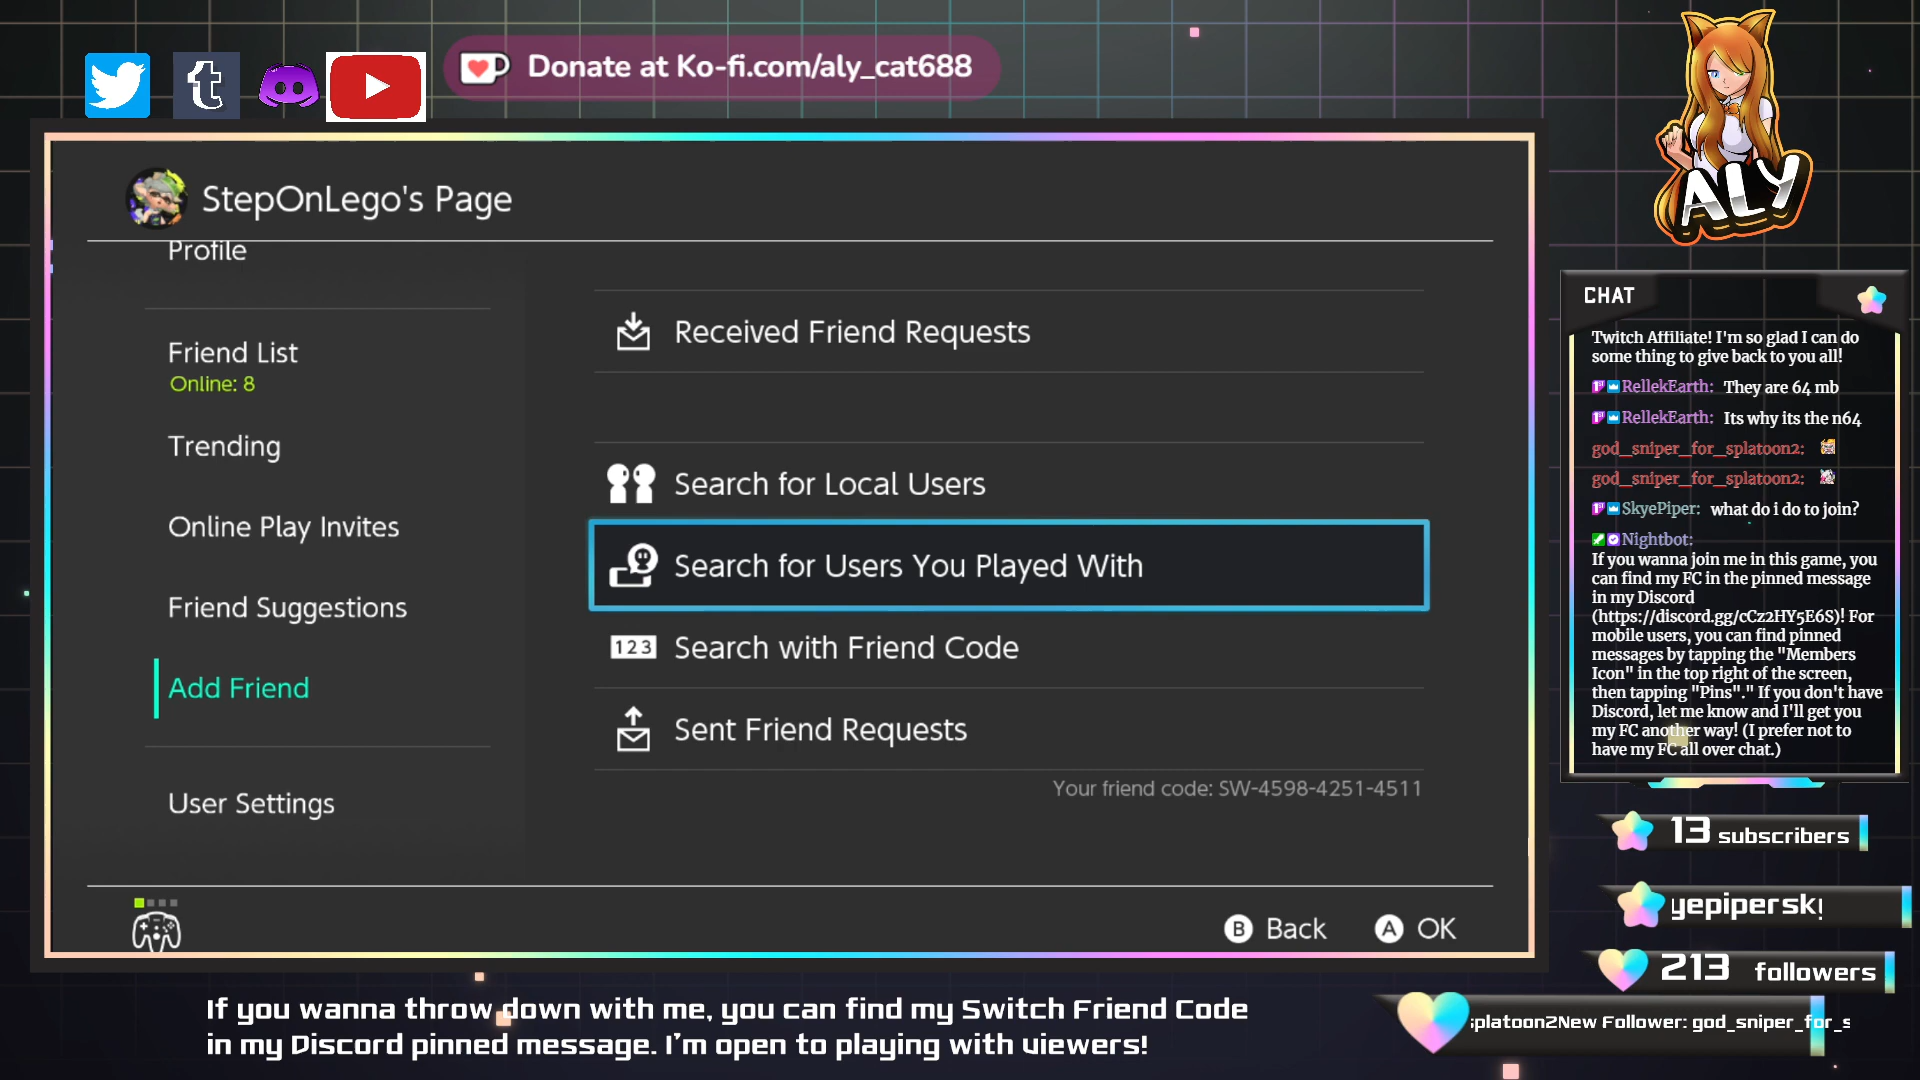 Donate at Ko-fi.com/aly_cat688
StepOnLego's Page
Profile
Friend List
Online: 8
Trending
Online Play Invites
Friend Suggestions
Add Friend
User Settings
Received Friend Requests
Search for Local Users
Search for Users You Played With
123 Search with Friend Code
Sent Friend Requests
Your friend code: SW-4598-4251-4511
B Back A OK
If you wanna throw down with me, you can find my Switch Friend Code
in my Discord pinned message. I'm open to playing with viewers!
ALY
CHAT
Twitch Affiliate! I'm so glad I can do
some thing to give back to you all!
RellekEarth: They are 64 mb
RellekEarth: Its why its the n64
god_sniper_for_splatoon2:
god_sniper_for_splatoon2:
SkyePiper: what do i do to join?
Nightbot:
If you wanna join me in this game, you
can find my FC in the pinned message
in my Discord
(https://discord.gg/cCz2HY5E6S)! For
mobile users, you can find pinned
messages by tapping the "Members
Icon" in the top right of the screen,
then tapping "Pins"." If you don't have
Discord, let me know and I'll get you
my FC another way! (I prefer not to
have my FC all over chat.)
13 subscribers
yepipersk
213 followers
splatoon2New Follower: god_sniper_for_s